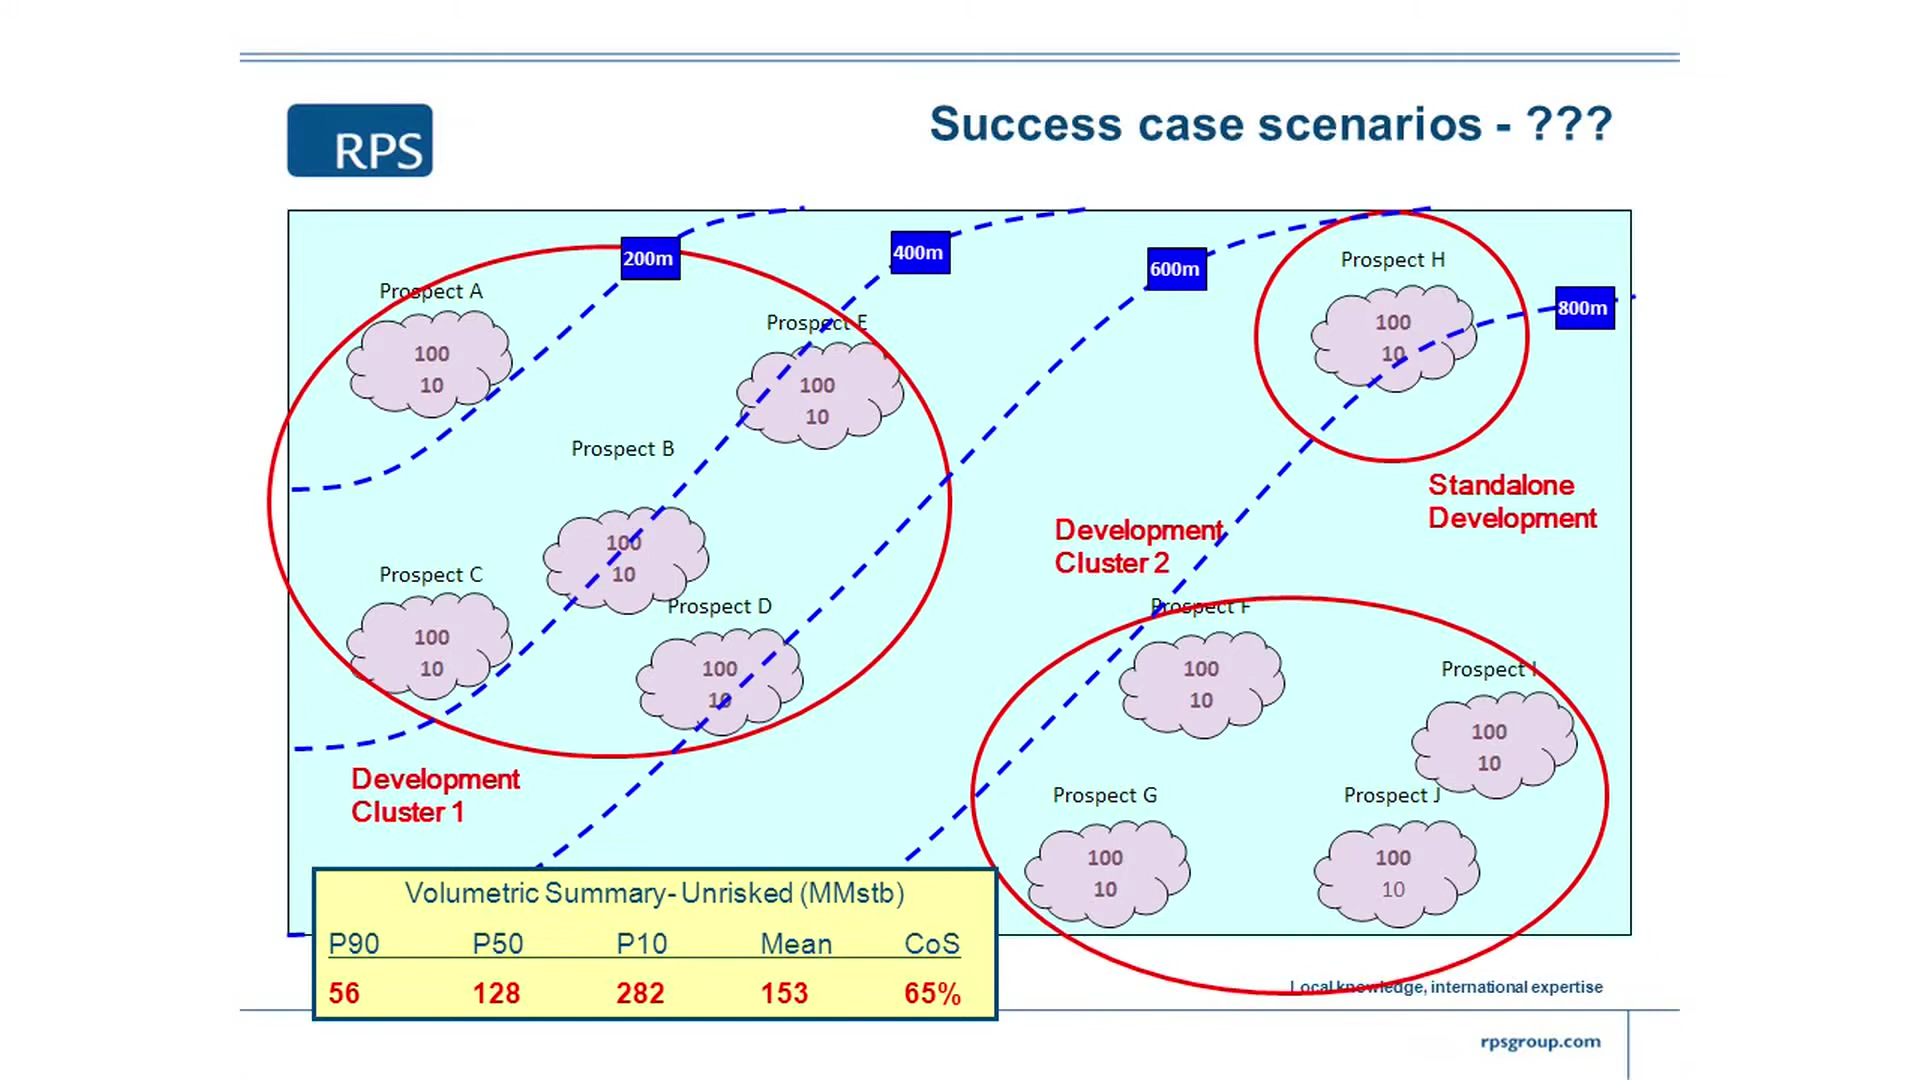 RPS
Success case scenarios - ???
200m
400m
600m
800m
Prospect A
100
10
Prospect E
100
10
Prospect H
100
10
Prospect B
100
10
Standalone
Development
Development
Cluster 2
Prospect C
100
10
Prospect D
100
10
Prospect F
100
10
Prospect I
100
10
Development
Cluster 1
Prospect G
100
10
Prospect J
100
10
Volumetric Summary- Unrisked (MMstb)
P90 P50 P10 Mean CoS
56 128 282 153 65%
Local knowledge, international expertise
rpsgroup.com